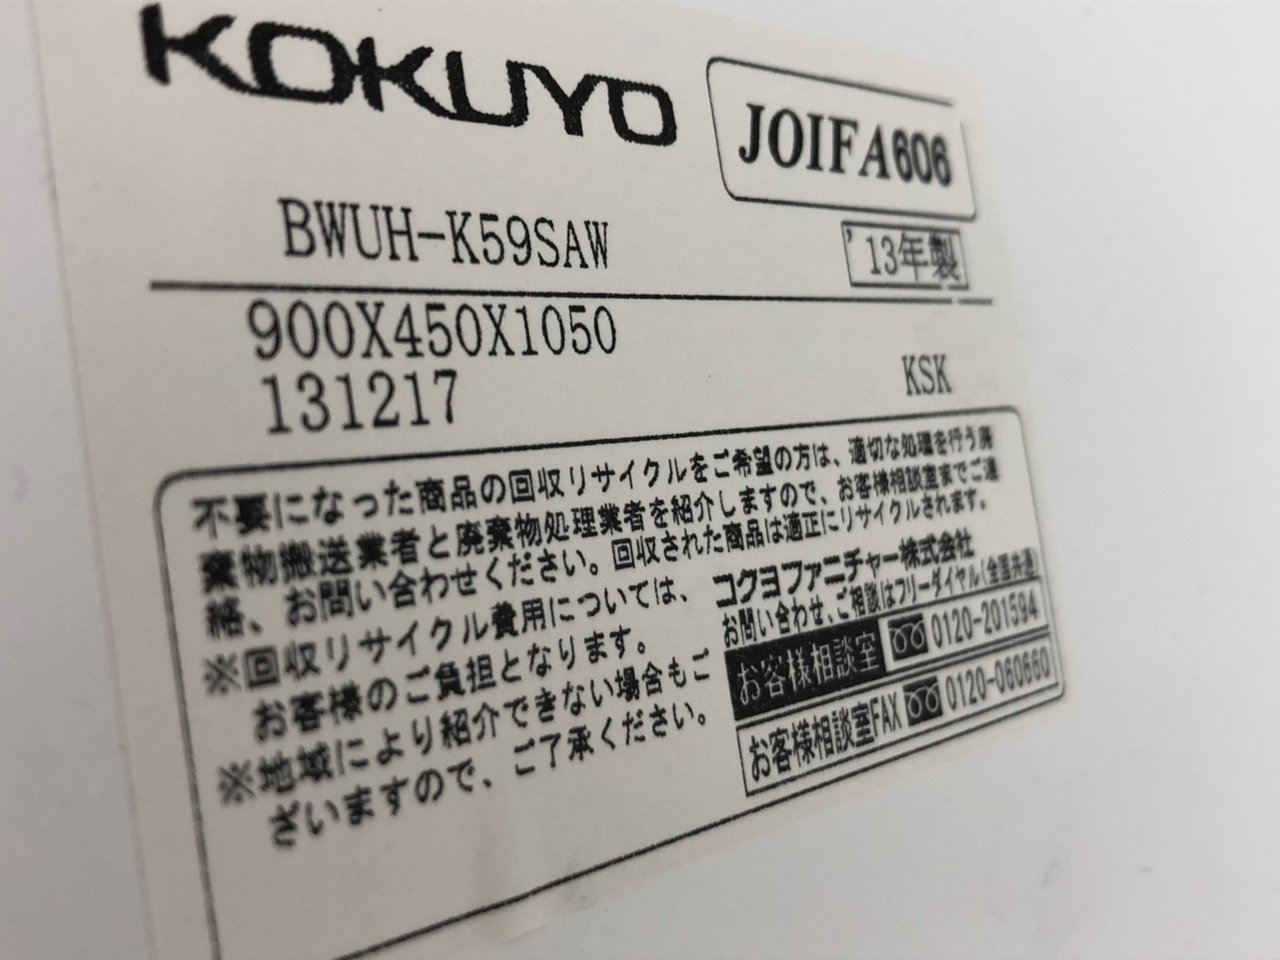 KOKUYO
JOIFA606
BWUH-K59SAW
'13年製
900X450X1050
131217
KSK
不要になった商品の回収リサイクルをご希望の方は、適切な処理を行う廃
棄物搬送業者と廃棄物処理業者を紹介しますので、お客様相談室までご連
絡、お問い合わせください。回収された商品は適正にリサイクルされます。
※回収リサイクル費用については、
お客様のご負担となります。
※地域により紹介できない場合もご
ざいますので、ご了承ください。
コクヨファニチャー株式会社
お問い合わせ、ご相談はフリーダイヤル(全国共通)
お客様相談室 0120-201594
お客様相談室FAX 0120-060660